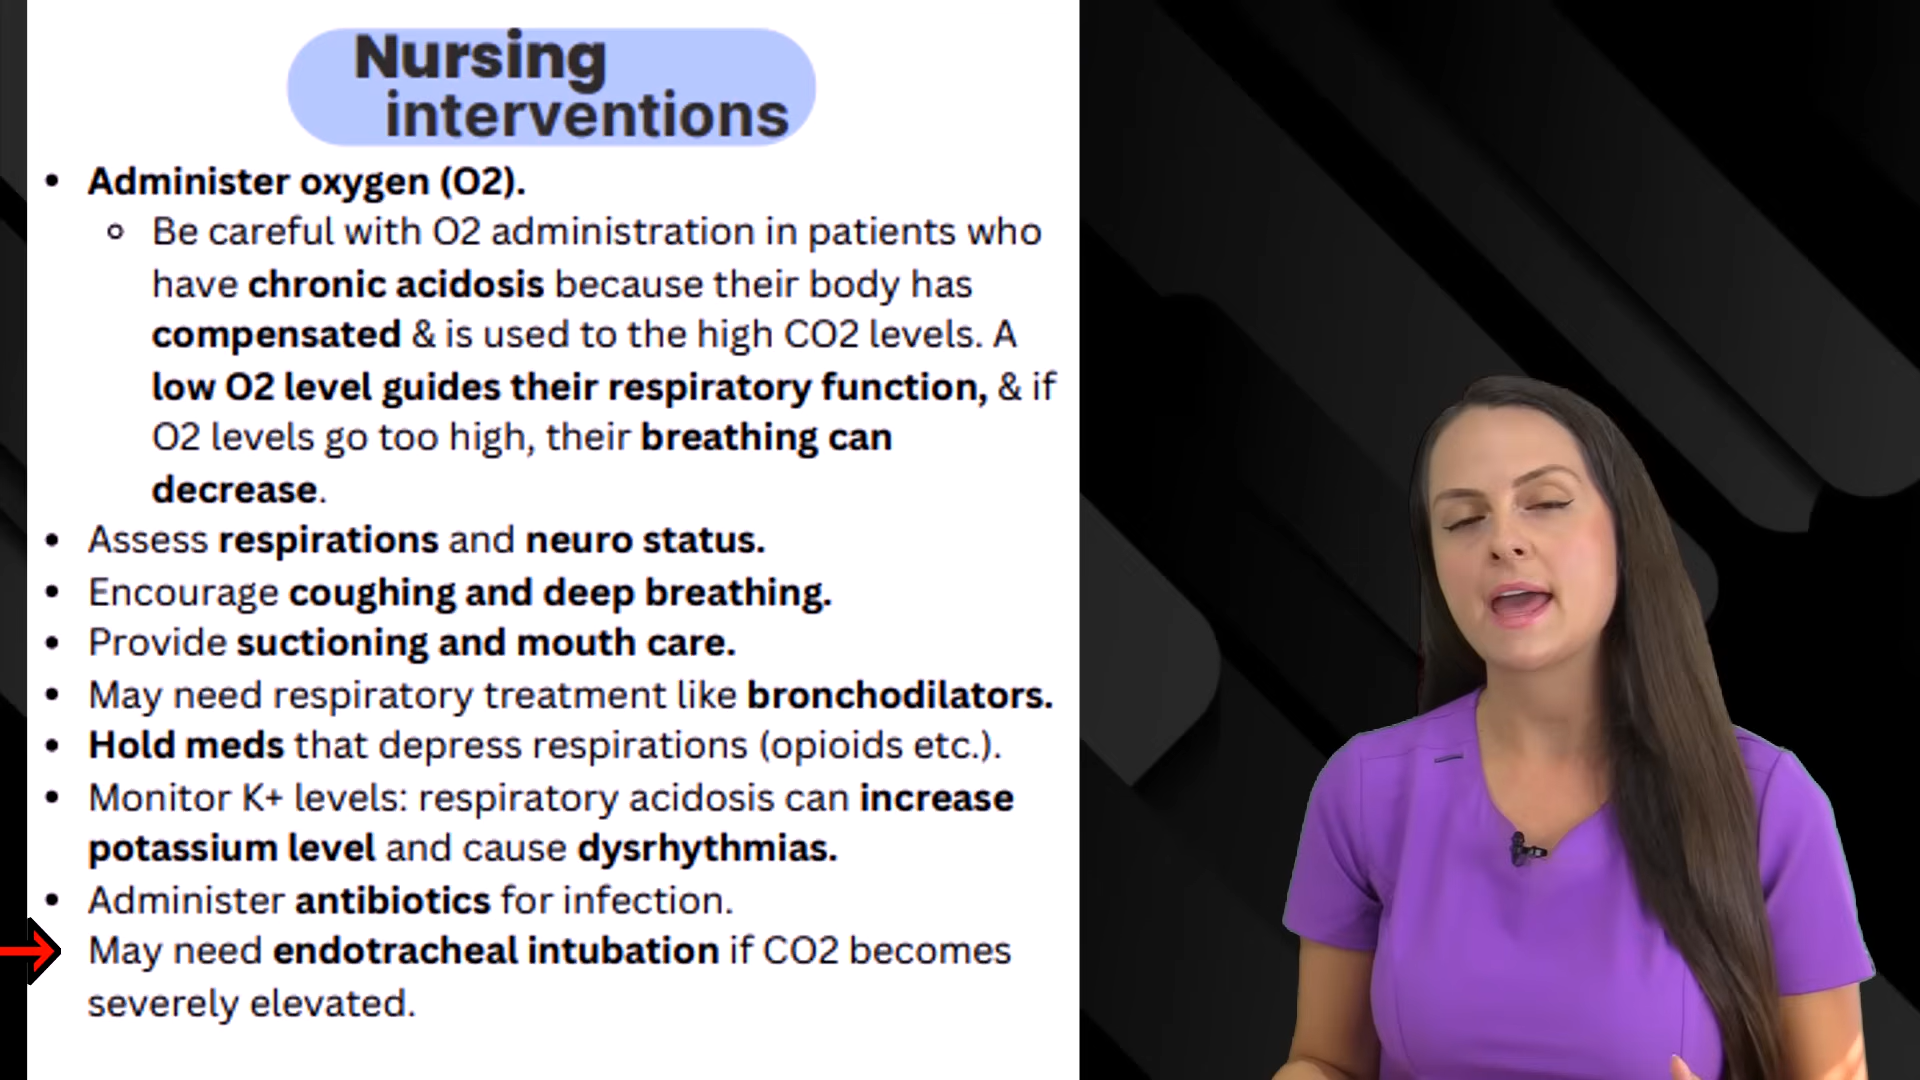 Nursing
interventions
• Administer oxygen (O2).
◦ Be careful with O2 administration in patients who
have chronic acidosis because their body has
compensated & is used to the high CO2 levels. A
low O2 level guides their respiratory function, & if
O2 levels go too high, their breathing can
decrease.
• Assess respirations and neuro status.
• Encourage coughing and deep breathing.
• Provide suctioning and mouth care.
• May need respiratory treatment like bronchodilators.
• Hold meds that depress respirations (opioids etc.).
• Monitor K+ levels: respiratory acidosis can increase
potassium level and cause dysrhythmias.
• Administer antibiotics for infection.
May need endotracheal intubation if CO2 becomes
severely elevated.